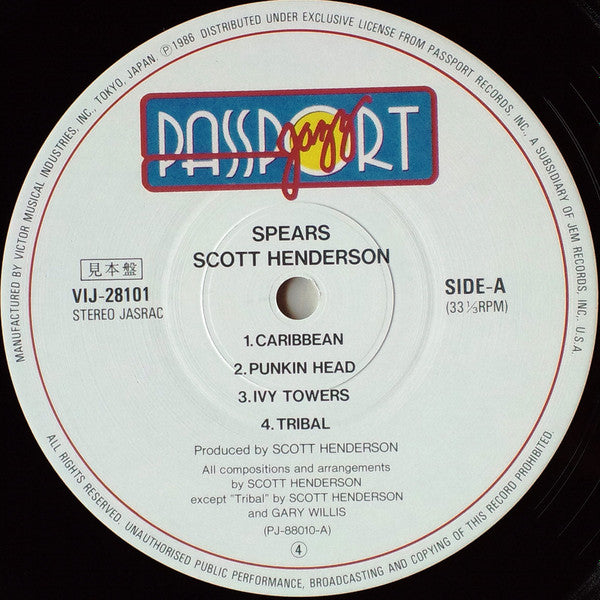 MANUFACTURED BY VICTOR MUSICAL INDUSTRIES, INC., TOKYO, JAPAN ℗1986 DISTRIBUTED UNDER EXCLUSIVE LICENSE FROM PASSPORT RECORDS, INC., A SUBSIDIARY OF JEM RECORDS, INC., U.S.A.
PASSPORT
jazz
SPEARS
SCOTT HENDERSON
見本盤
VIJ-28101
STEREO JASRAC
SIDE-A
(33⅓RPM)
1.CARIBBEAN
2.PUNKIN HEAD
3.IVY TOWERS
4.TRIBAL
Produced by SCOTT HENDERSON
All compositions and arrangements
by SCOTT HENDERSON
except "Tribal" by SCOTT HENDERSON
and GARY WILLIS
(PJ-88010-A)
④
ALL RIGHTS RESERVED. UNAUTHORISED PUBLIC PERFORMANCE, BROADCASTING AND COPYING OF THIS RECORD PROHIBITED.